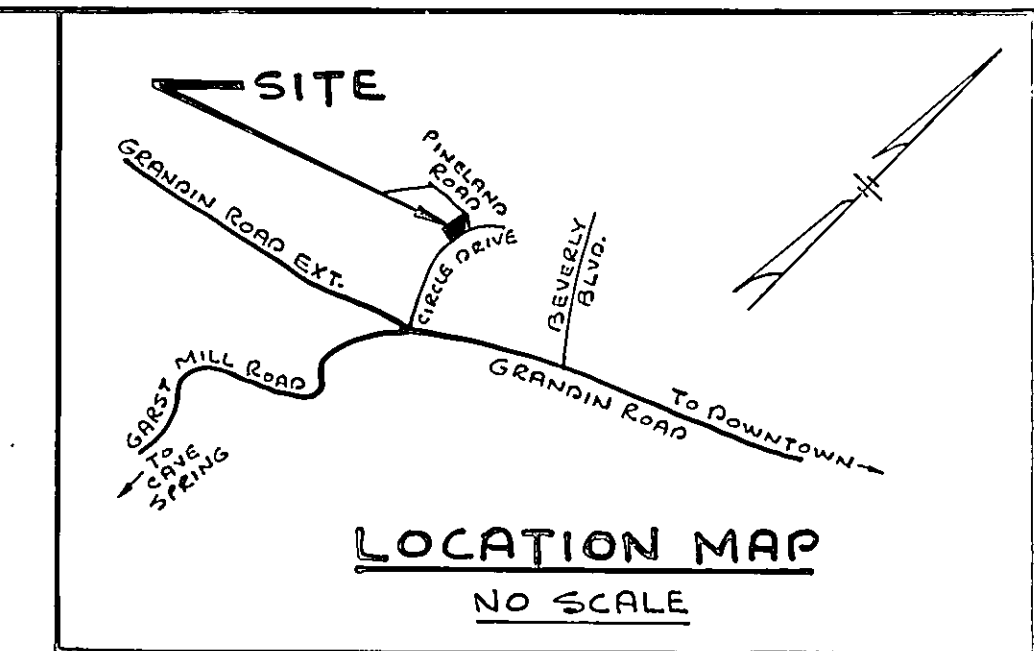 SITE
PINELAND
ROAD
GRANDIN ROAD EXT.
CIRCLE DRIVE
BEVERLY
BLVD.
GARST MILL ROAD
GRANDIN ROAD
TO DOWNTOWN
TO
CAVE
SPRING
LOCATION MAP
NO SCALE